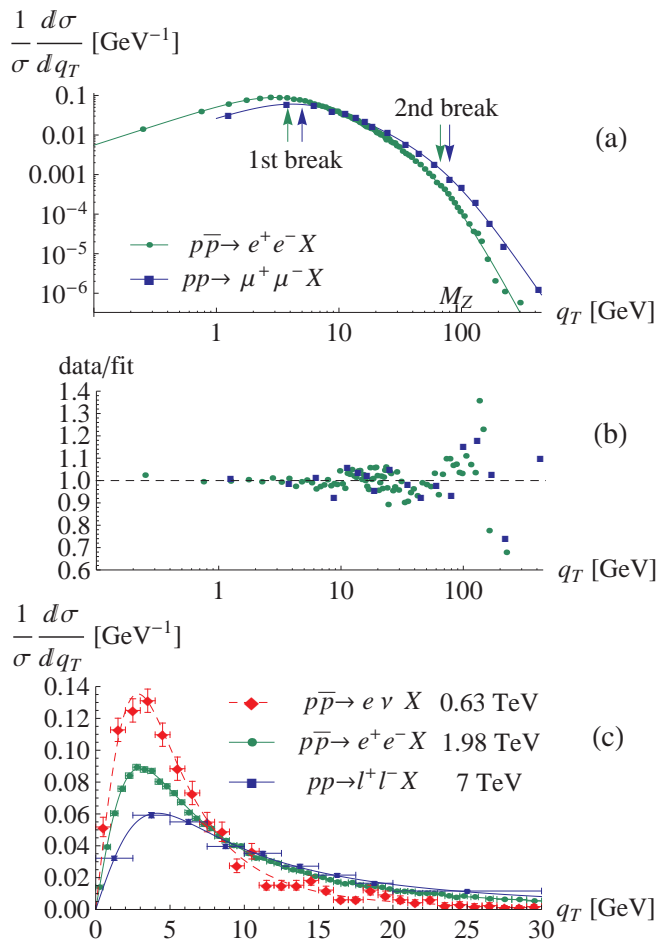 1/σ dσ/dq_T [GeV⁻¹]
0.1
2nd break
0.01
(a)
1st break
0.001
10⁻⁴
pp̅→ e⁺e⁻X
10⁻⁵
pp→ μ⁺μ⁻X
10⁻⁶
M_Z
q_T [GeV]
1 10 100
data/fit
1.4
1.3
(b)
1.2
1.1
1.0
0.9
0.8
0.7
0.6
q_T [GeV]
1 10 100
1/σ dσ/dq_T [GeV⁻¹]
0.14
pp̅→ e ν X 0.63 TeV
0.12
pp̅→ e⁺e⁻X 1.98 TeV (c)
0.10
pp→l⁺l⁻X 7 TeV
0.08
0.06
0.04
0.02
0.00
q_T [GeV]
0 5 10 15 20 25 30